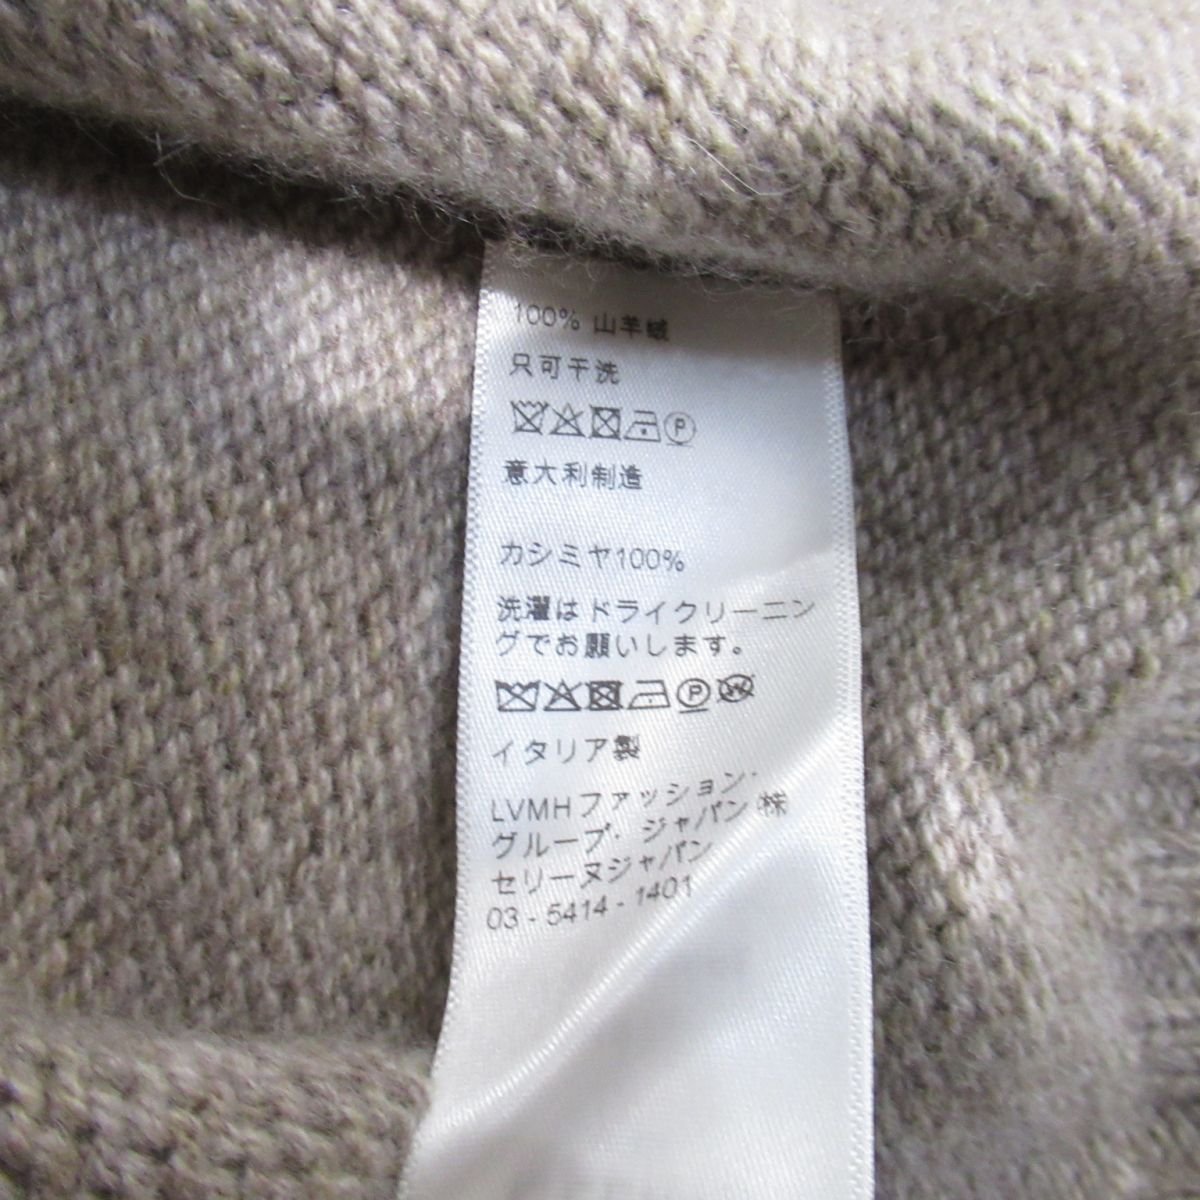 100% 山羊绒
只可干洗
P
意大利制造
カシミヤ100%
洗濯はドライクリーニン
グでお願いします。
P W
イタリア製
LVMHファッション・
グループ・ジャパン㈱
セリーヌジャパン
03 - 5414 - 1401